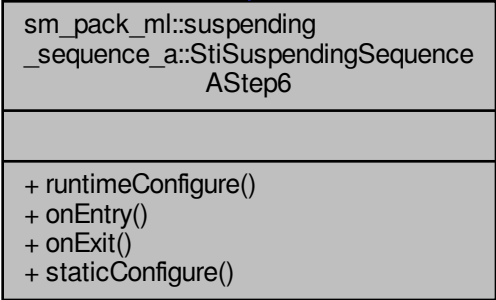 sm_pack_ml::suspending
_sequence_a::StiSuspendingSequence
AStep6
+ runtimeConfigure()
+ onEntry()
+ onExit()
+ staticConfigure()